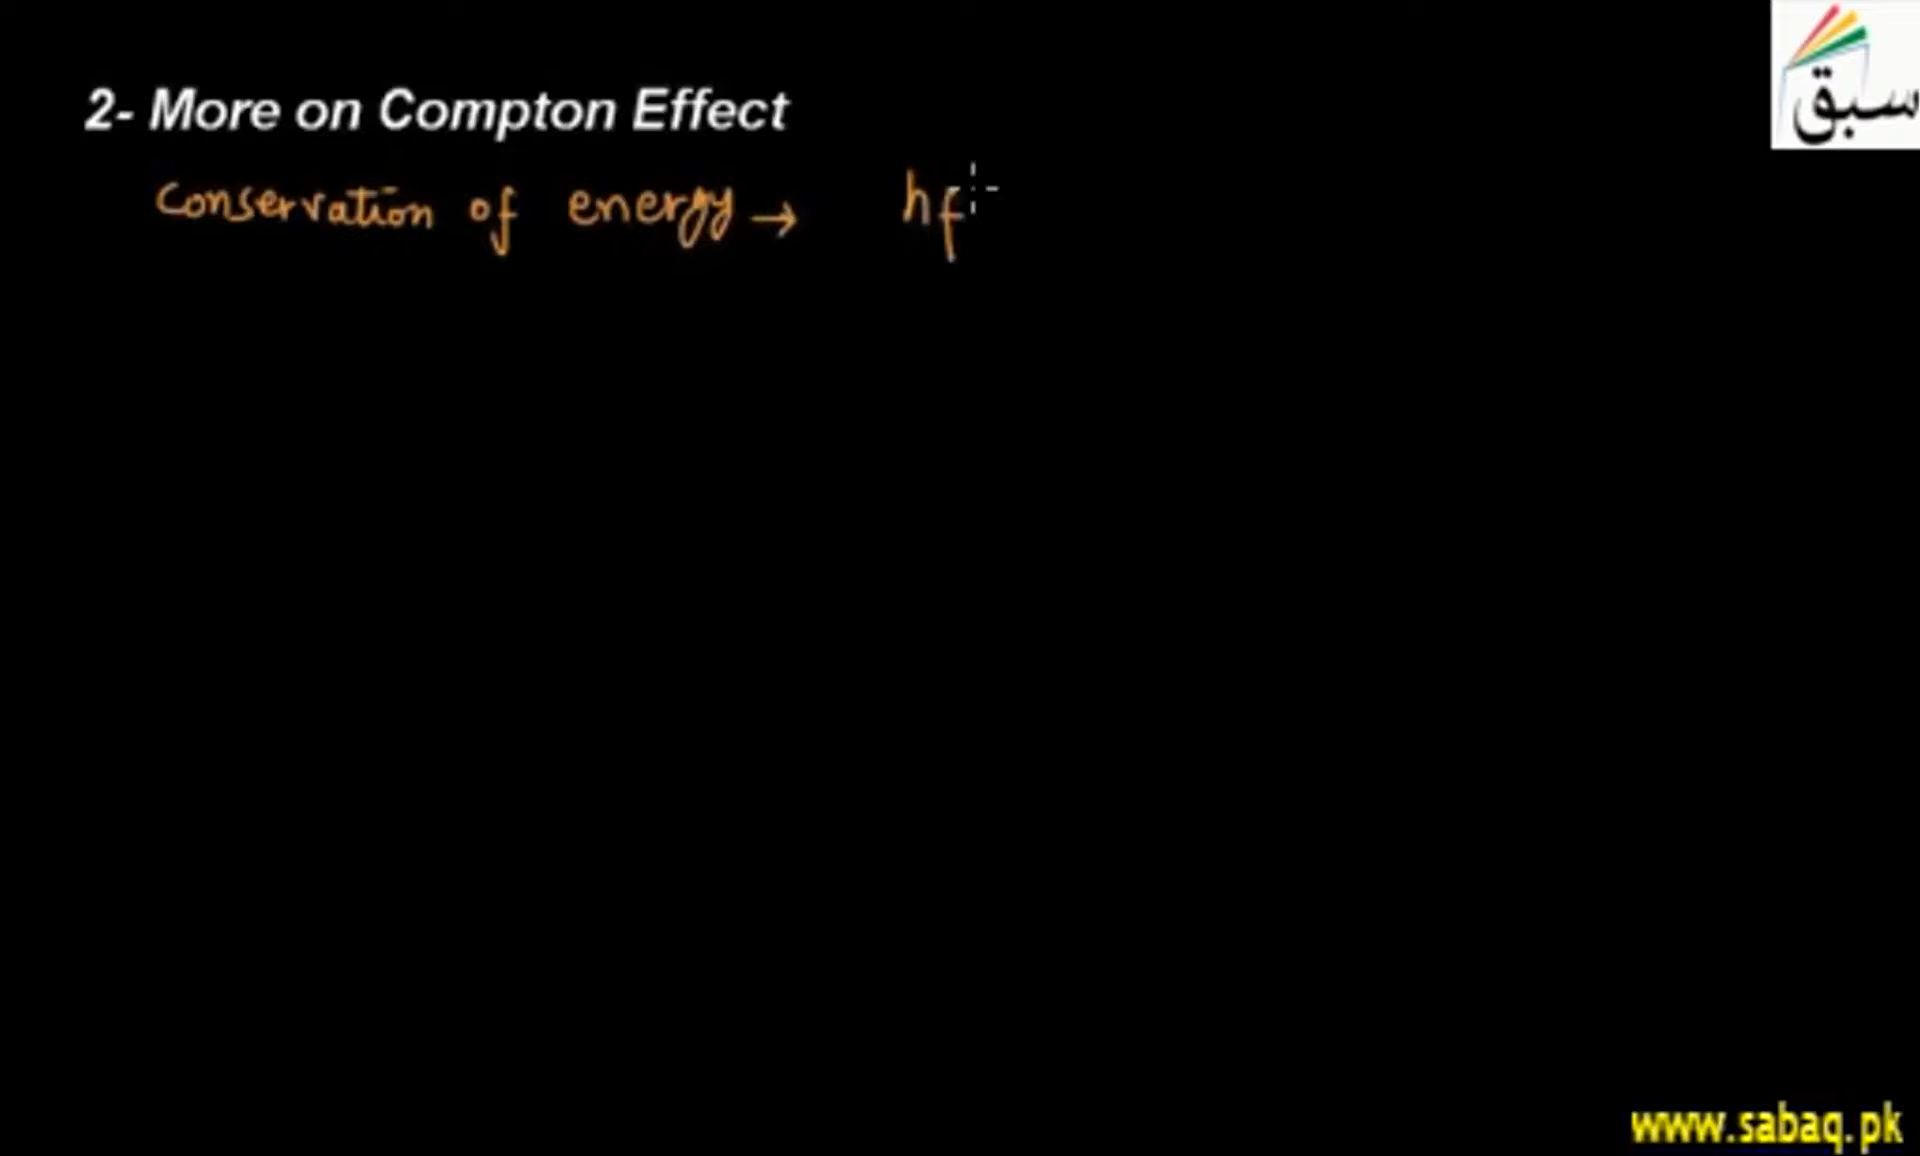 سبق
2- More on Compton Effect
conservation of energy → hf
www.sabaq.pk